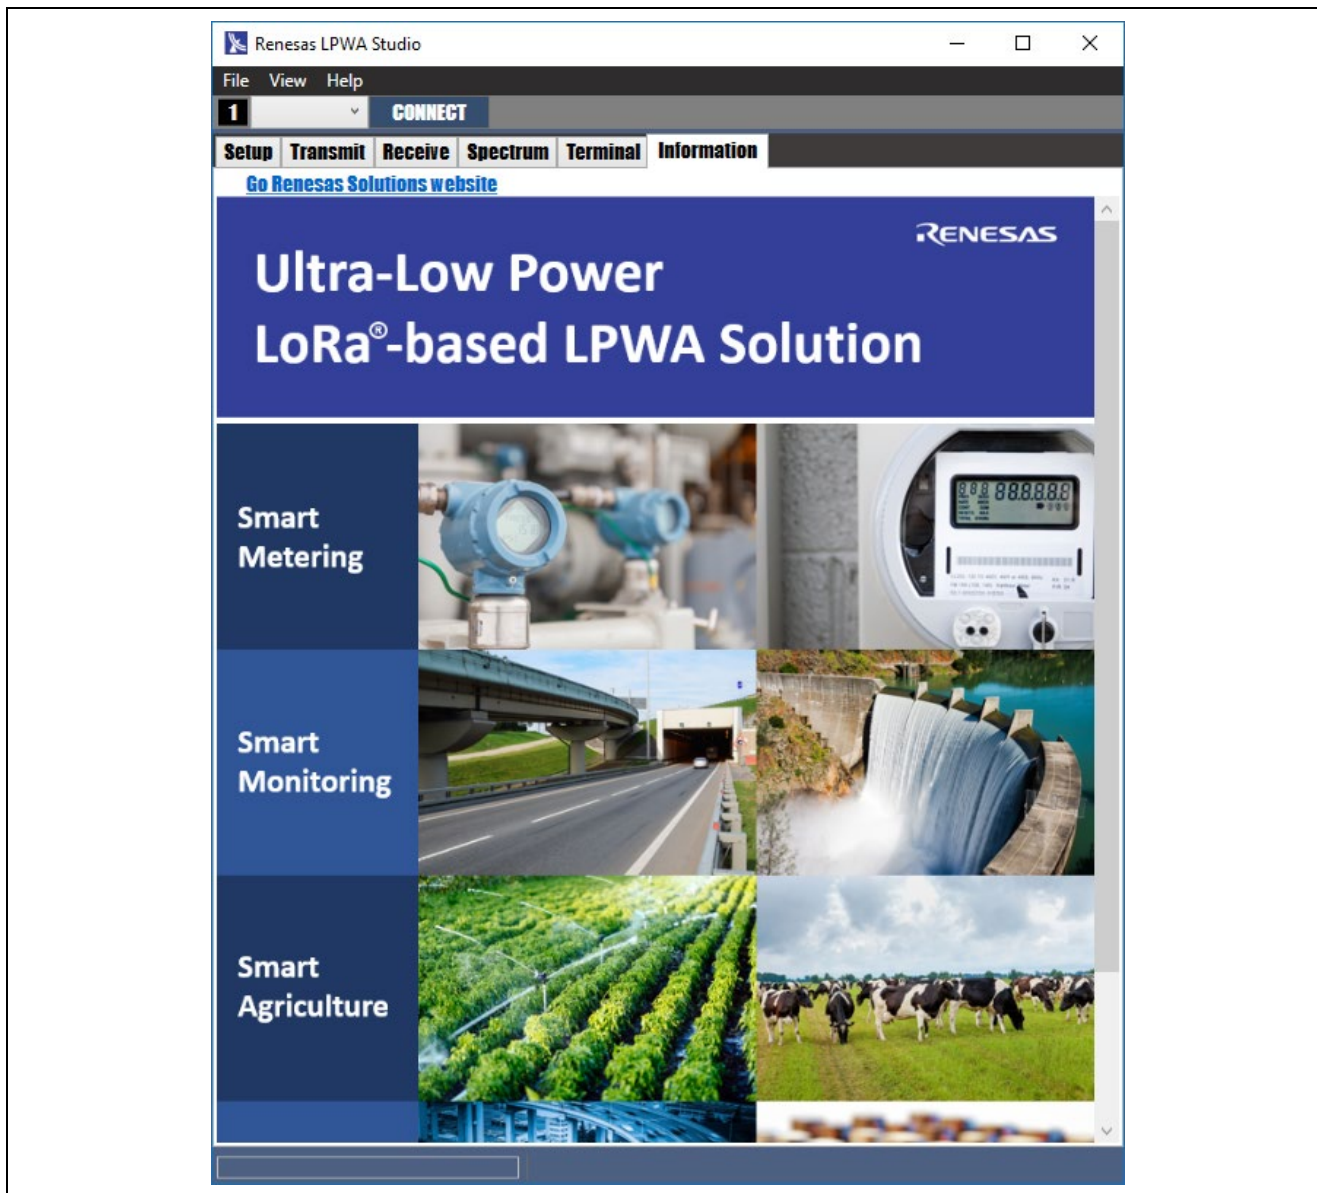 Renesas LPWA Studio
File View Help
1 CONNECT
Setup Transmit Receive Spectrum Terminal Information
Go Renesas Solutions website
RENESAS
Ultra-Low Power
LoRa®-based LPWA Solution
Smart
Metering
Smart
Monitoring
Smart
Agriculture